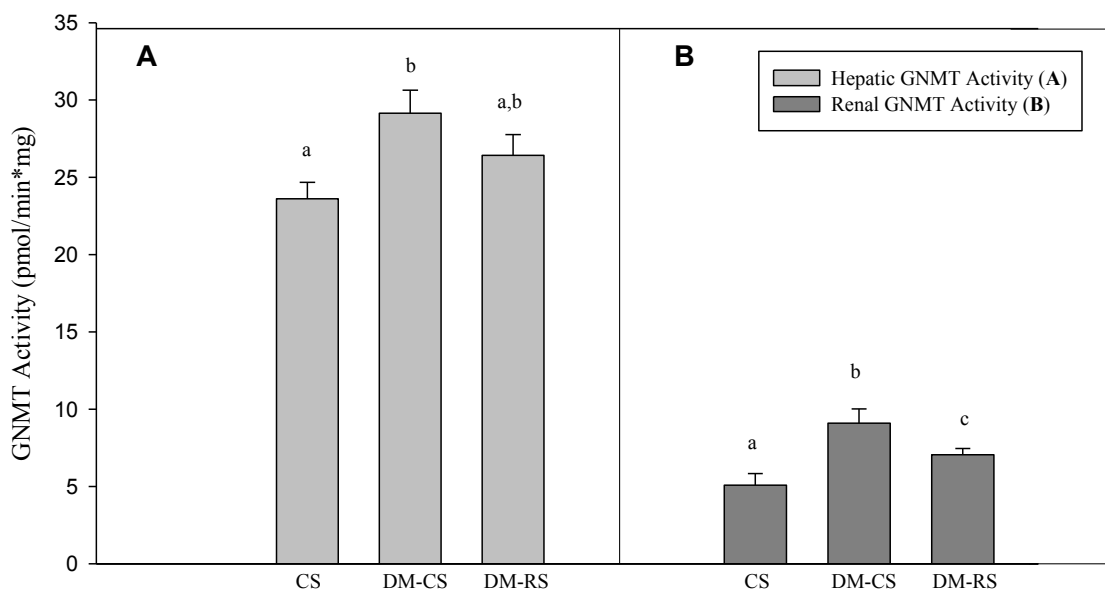 GNMT Activity (pmol/min*mg)
35
30
25
20
15
10
5
0
A
a
b
a,b
CS
DM-CS
DM-RS
B
Hepatic GNMT Activity (A)
Renal GNMT Activity (B)
a
b
c
CS
DM-CS
DM-RS